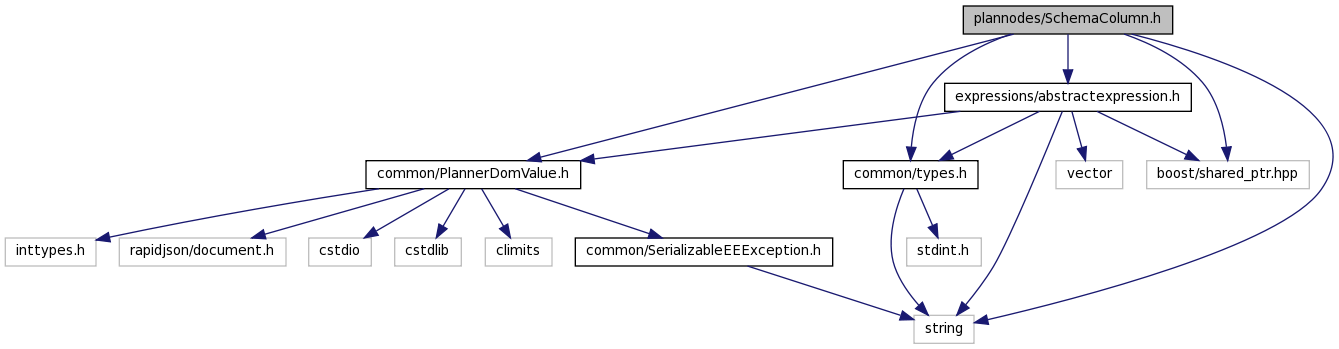 plannodes/SchemaColumn.h
expressions/abstractexpression.h
common/PlannerDomValue.h
common/types.h
vector
boost/shared_ptr.hpp
inttypes.h
rapidjson/document.h
cstdio
cstdlib
climits
common/SerializableEEException.h
stdint.h
string